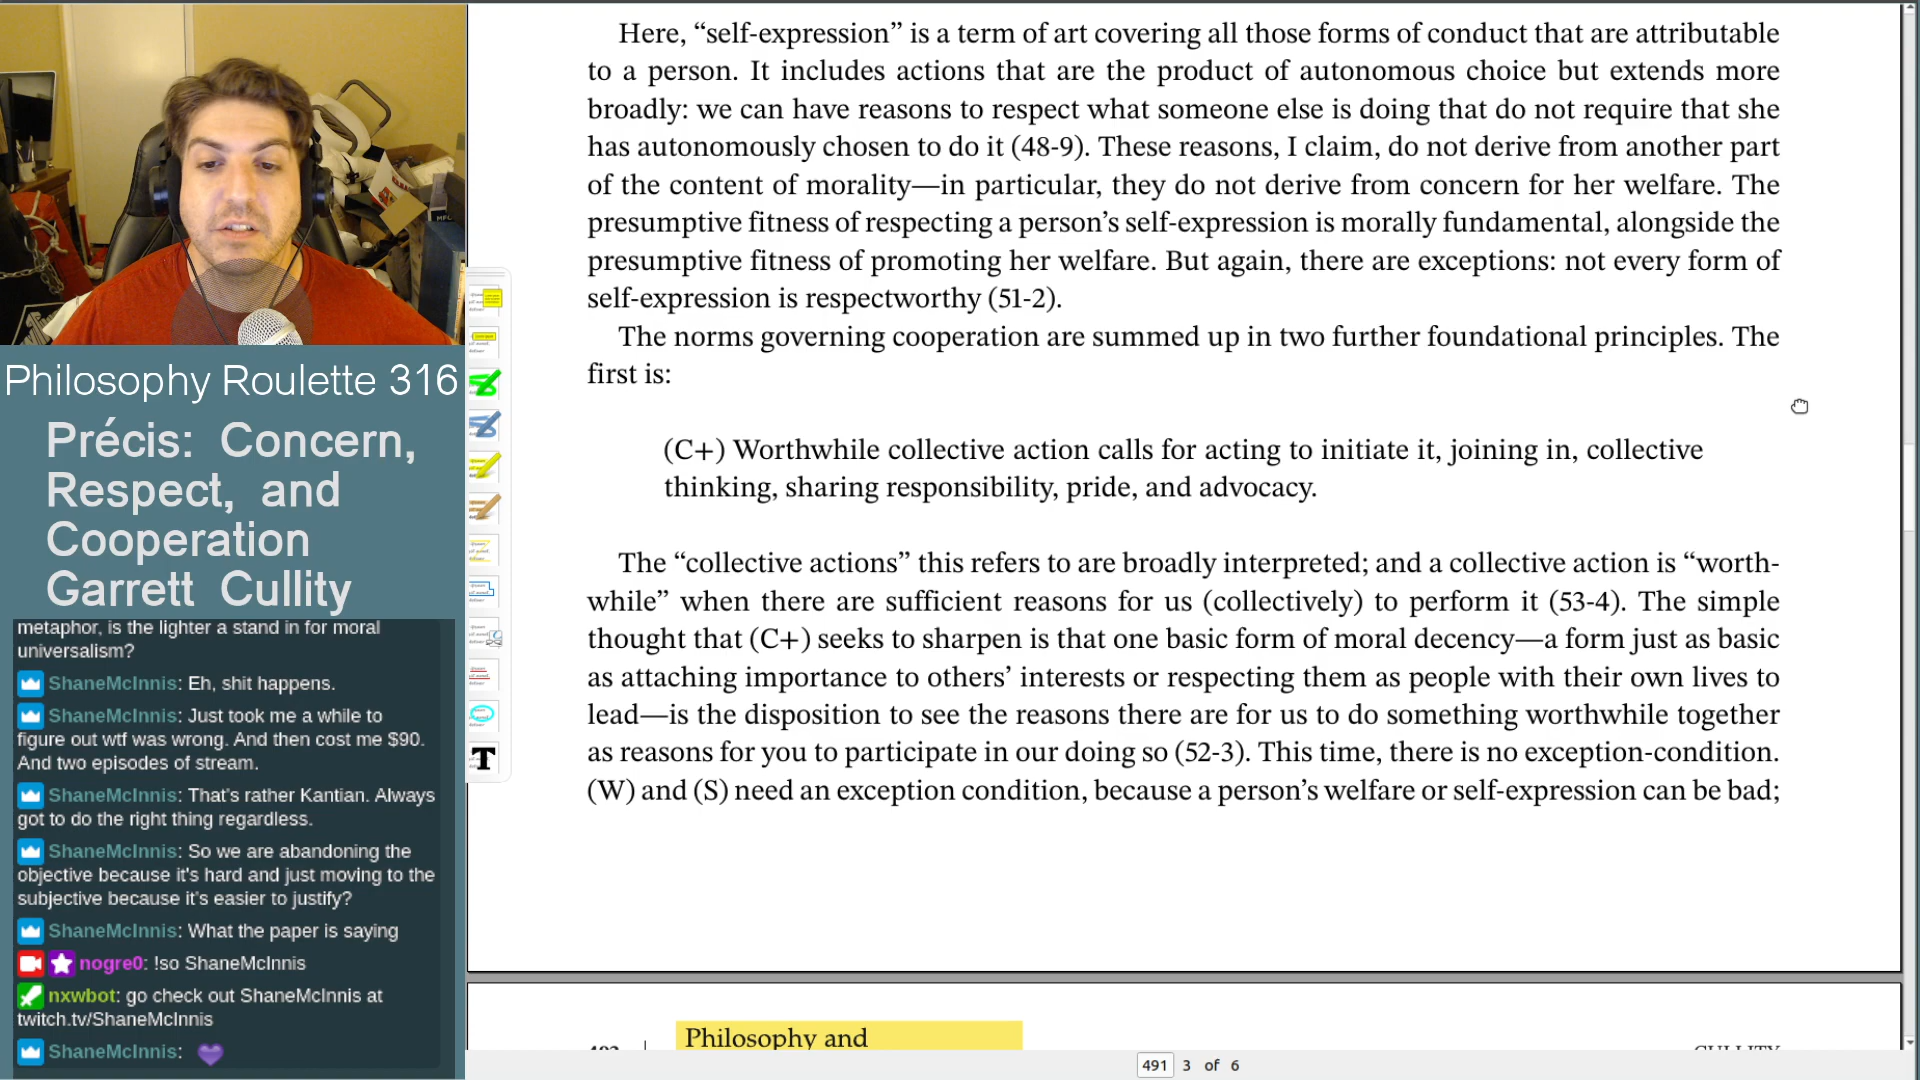 Here, “self-expression” is a term of art covering all those forms of conduct that are attributable
to a person. It includes actions that are the product of autonomous choice but extends more
broadly: we can have reasons to respect what someone else is doing that do not require that she
has autonomously chosen to do it (48-9). These reasons, I claim, do not derive from another part
of the content of morality—in particular, they do not derive from concern for her welfare. The
presumptive fitness of respecting a person’s self-expression is morally fundamental, alongside the
presumptive fitness of promoting her welfare. But again, there are exceptions: not every form of
self-expression is respectworthy (51-2).
The norms governing cooperation are summed up in two further foundational principles. The
first is:
(C+) Worthwhile collective action calls for acting to initiate it, joining in, collective
thinking, sharing responsibility, pride, and advocacy.
The “collective actions” this refers to are broadly interpreted; and a collective action is “worth-
while” when there are sufficient reasons for us (collectively) to perform it (53-4). The simple
thought that (C+) seeks to sharpen is that one basic form of moral decency—a form just as basic
as attaching importance to others’ interests or respecting them as people with their own lives to
lead—is the disposition to see the reasons there are for us to do something worthwhile together
as reasons for you to participate in our doing so (52-3). This time, there is no exception-condition.
(W) and (S) need an exception condition, because a person’s welfare or self-expression can be bad;
Philosophy and
491 3 of 6
Philosophy Roulette 316
Précis: Concern,
Respect, and
Cooperation
Garrett Cullity
metaphor, is the lighter a stand in for moral
universalism?
ShaneMcInnis: Eh, shit happens.
ShaneMcInnis: Just took me a while to
figure out wtf was wrong. And then cost me $90.
And two episodes of stream.
ShaneMcInnis: That's rather Kantian. Always
got to do the right thing regardless.
ShaneMcInnis: So we are abandoning the
objective because it's hard and just moving to the
subjective because it's easier to justify?
ShaneMcInnis: What the paper is saying
nogre0: !so ShaneMcInnis
nxwbot: go check out ShaneMcInnis at
twitch.tv/ShaneMcInnis
ShaneMcInnis:
T